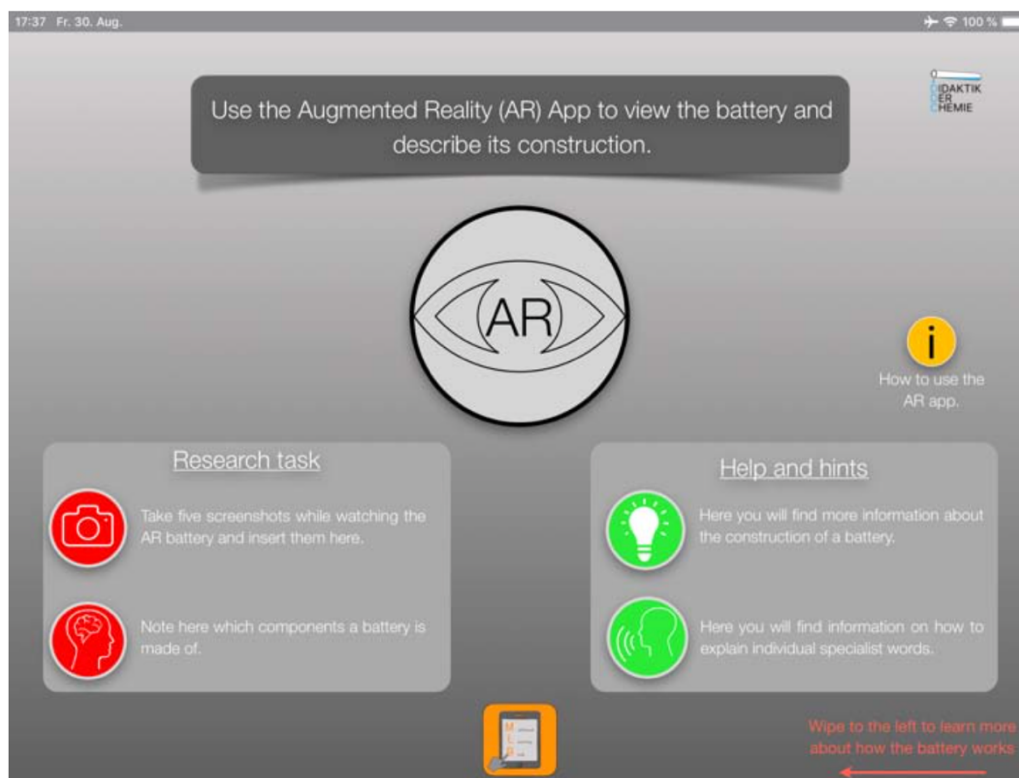 17:37 Fr. 30. Aug.
100 %
Use the Augmented Reality (AR) App to view the battery and
describe its construction.
DIDAKTIK
DER
CHEMIE
AR
i
How to use the
AR app.
Research task
Take five screenshots while watching the
AR battery and insert them here.
Note here which components a battery is
made of.
Help and hints
Here you will find more information about
the construction of a battery.
Here you will find information on how to
explain individual specialist words.
M
L
B
Wipe to the left to learn more
about how the battery works